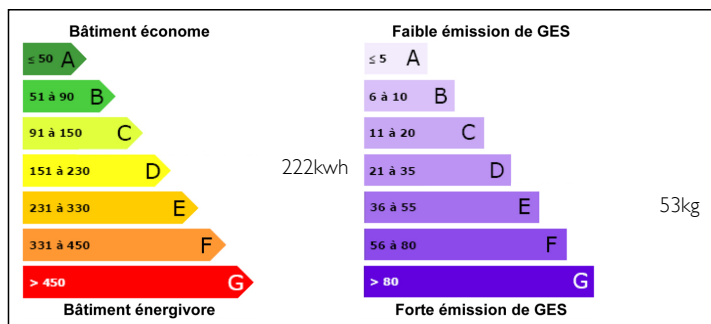 Bâtiment économe
≤ 50 A
51 à 90 B
91 à 150 C
151 à 230 D
222kwh
231 à 330 E
331 à 450 F
> 450 G
Bâtiment énergivore
Faible émission de GES
≤ 5 A
6 à 10 B
11 à 20 C
21 à 35 D
36 à 55 E
53kg
56 à 80 F
> 80 G
Forte émission de GES